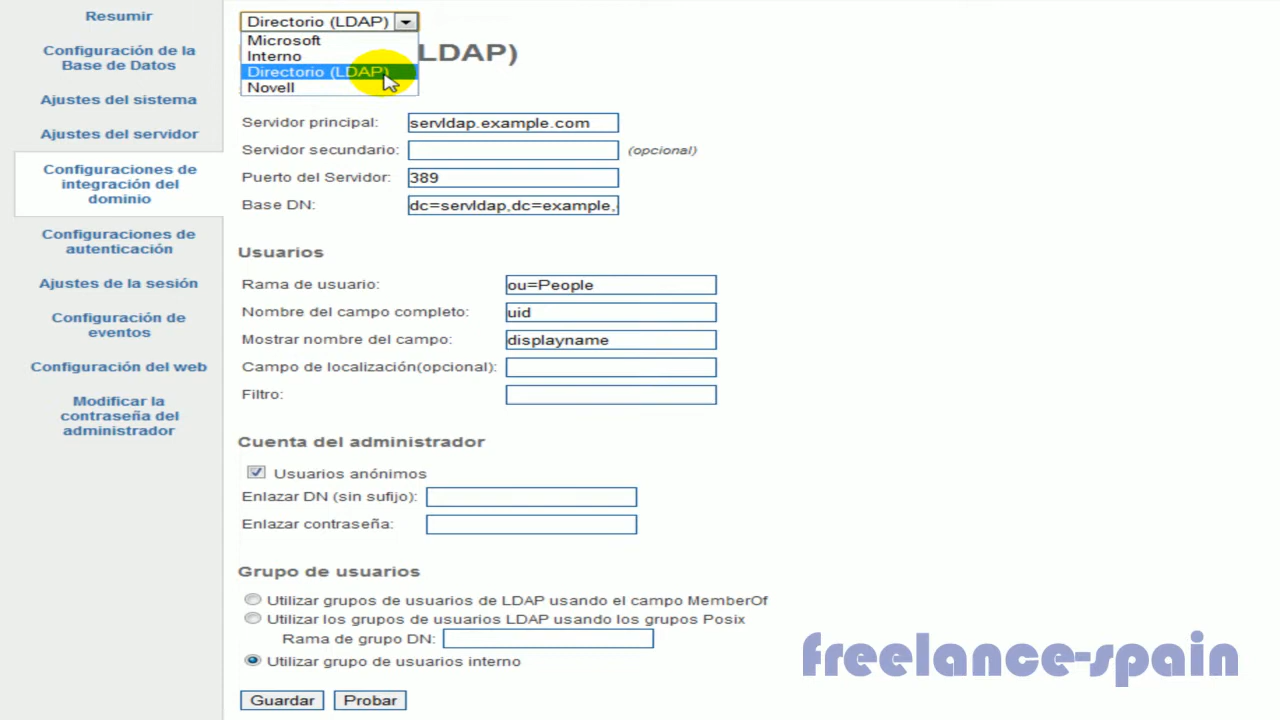 Resumir
Configuración de la
Base de Datos
Ajustes del sistema
Ajustes del servidor
Configuraciones de
integración del
dominio
Configuraciones de
autenticación
Ajustes de la sesión
Configuración de
eventos
Configuración del web
Modificar la
contraseña del
administrador
Directorio (LDAP)
Microsoft
Interno
Directorio (LDAP)
Novell
LDAP)
Servidor principal: servldap.example.com
Servidor secundario: (opcional)
Puerto del Servidor: 389
Base DN: dc=servldap,dc=example,
Usuarios
Rama de usuario: ou=People
Nombre del campo completo: uid
Mostrar nombre del campo: displayname
Campo de localización(opcional):
Filtro:
Cuenta del administrador
Usuarios anónimos
Enlazar DN (sin sufijo):
Enlazar contraseña:
Grupo de usuarios
Utilizar grupos de usuarios de LDAP usando el campo MemberOf
Utilizar los grupos de usuarios LDAP usando los grupos Posix
Rama de grupo DN:
Utilizar grupo de usuarios interno
Guardar Probar
freelance-spain